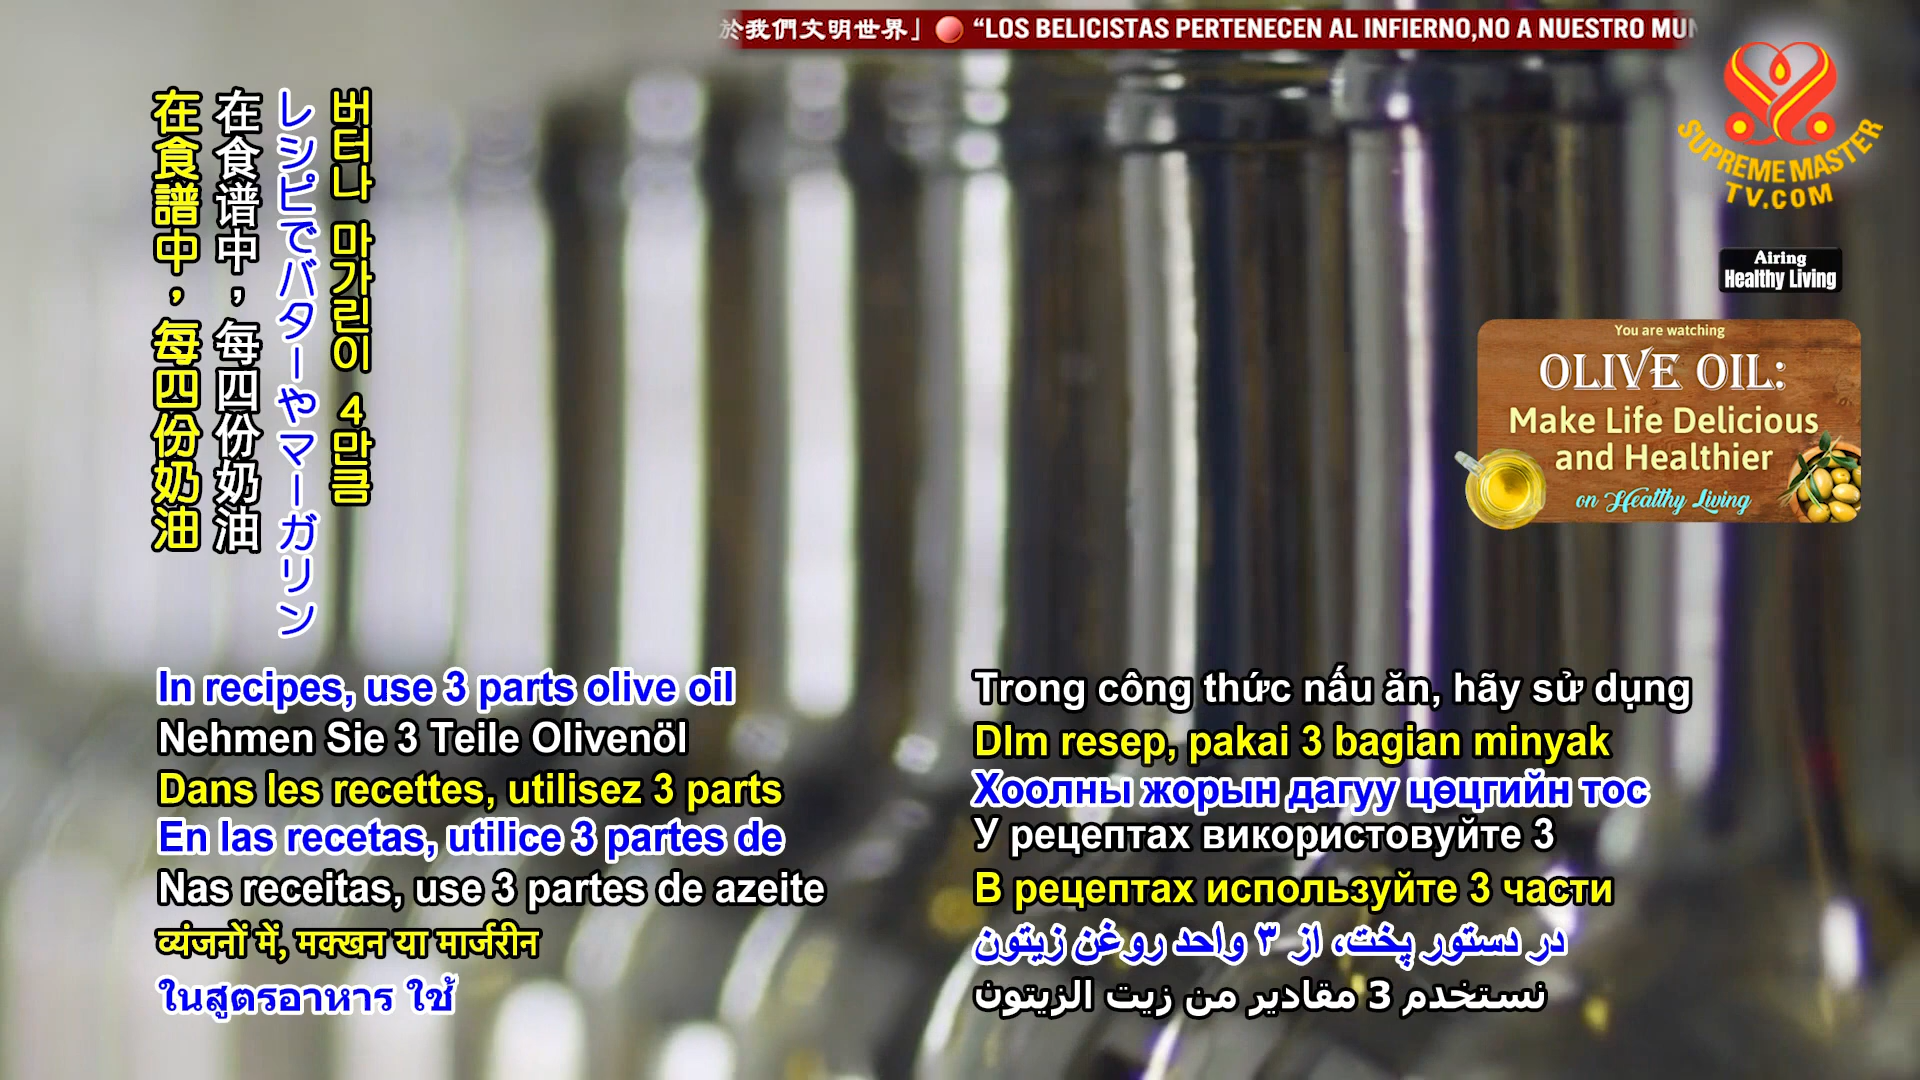 於我們文明世界」 “LOS BELICISTAS PERTENECEN AL INFIERNO,NO A NUESTRO MUN
SUPREME MASTER
TV.COM
Airing
Healthy Living
You are watching
OLIVE OIL:
Make Life Delicious
and Healthier
on Healthy Living
버터나 마가린이 4만큼
レシピでバターやマーガリン
在食谱中，每四份奶油
在食譜中，每四份奶油
In recipes, use 3 parts olive oil
Nehmen Sie 3 Teile Olivenöl
Dans les recettes, utilisez 3 parts
En las recetas, utilice 3 partes de
Nas receitas, use 3 partes de azeite
व्यंजनों में, मक्खन या मार्जरीन
ในสูตรอาหาร ใช้
Trong công thức nấu ăn, hãy sử dụng
Dlm resep, pakai 3 bagian minyak
Хоолны жорын дагуу цөцгийн тос
У рецептах використовуйте 3
В рецептах используйте 3 части
در دستور پخت، از ۳ واحد روغن زیتون
نستخدم 3 مقادير من زيت الزيتون